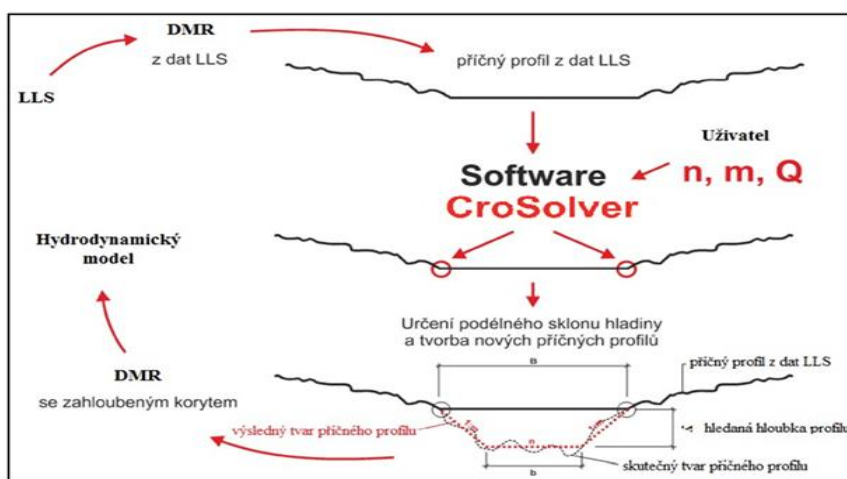 DMR
z dat LLS
LLS
příčný profil z dat LLS
Uživatel
n, m, Q
Software
CroSolver
Hydrodynamický
model
Určení podélného sklonu hladiny
a tvorba nových příčných profilů
B
příčný profil z dat LLS
DMR
se zahloubeným korytem
výsledný tvar příčného profilu
hledaná hloubka profilu
b
skutečný tvar příčného profilu